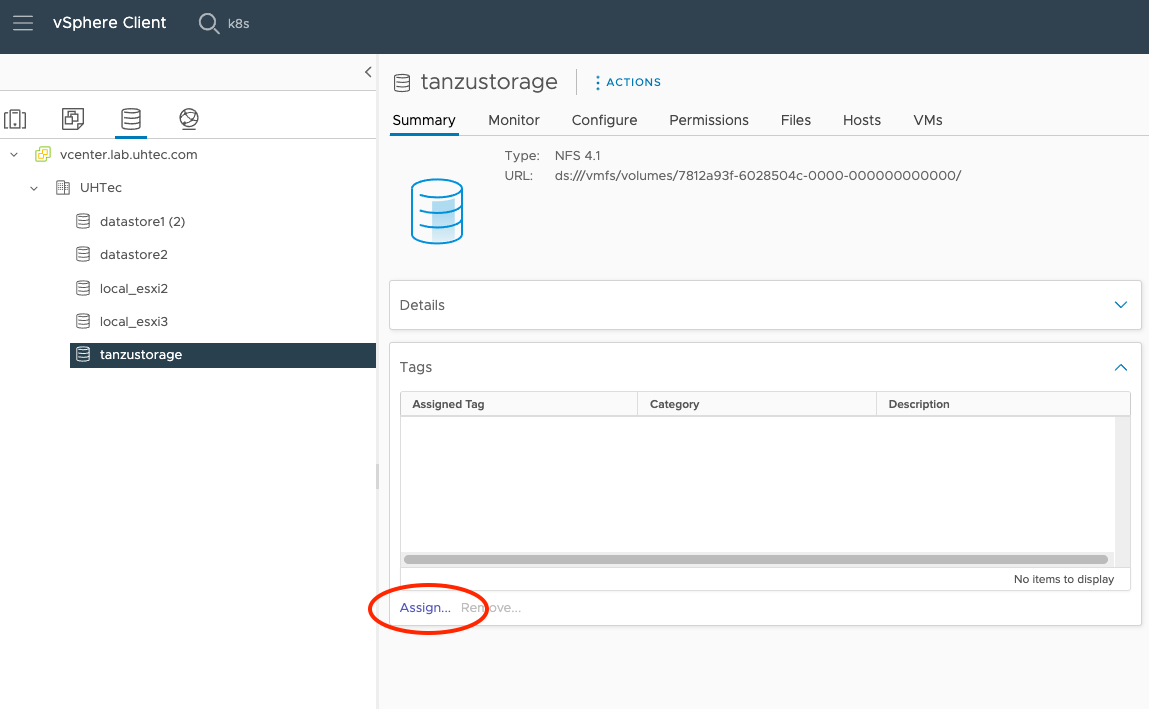 vSphere Client k8s
vcenter.lab.uhtec.com
UHTec
datastore1 (2)
datastore2
local_esxi2
local_esxi3
tanzustorage
tanzustorage ACTIONS
Summary Monitor Configure Permissions Files Hosts VMs
Type: NFS 4.1
URL: ds:///vmfs/volumes/7812a93f-6028504c-0000-000000000000/
Details
Tags
Assigned Tag Category Description
No items to display
Assign... Remove...